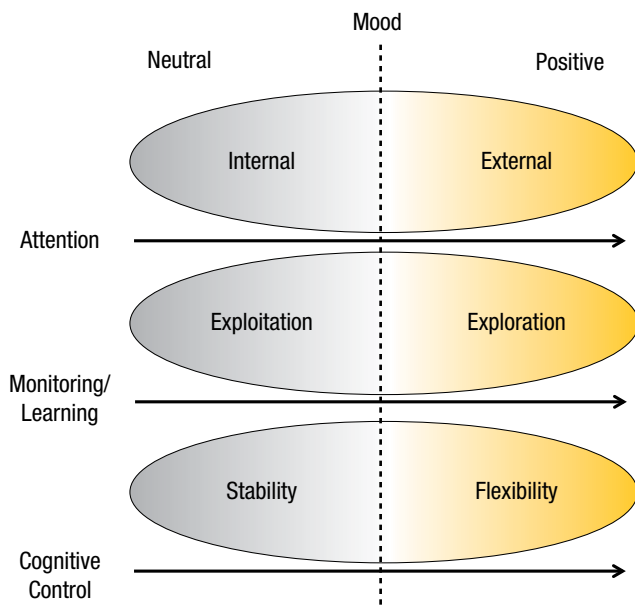 Mood
Neutral
Positive
Internal
External
Attention
Exploitation
Exploration
Monitoring/
Learning
Stability
Flexibility
Cognitive
Control